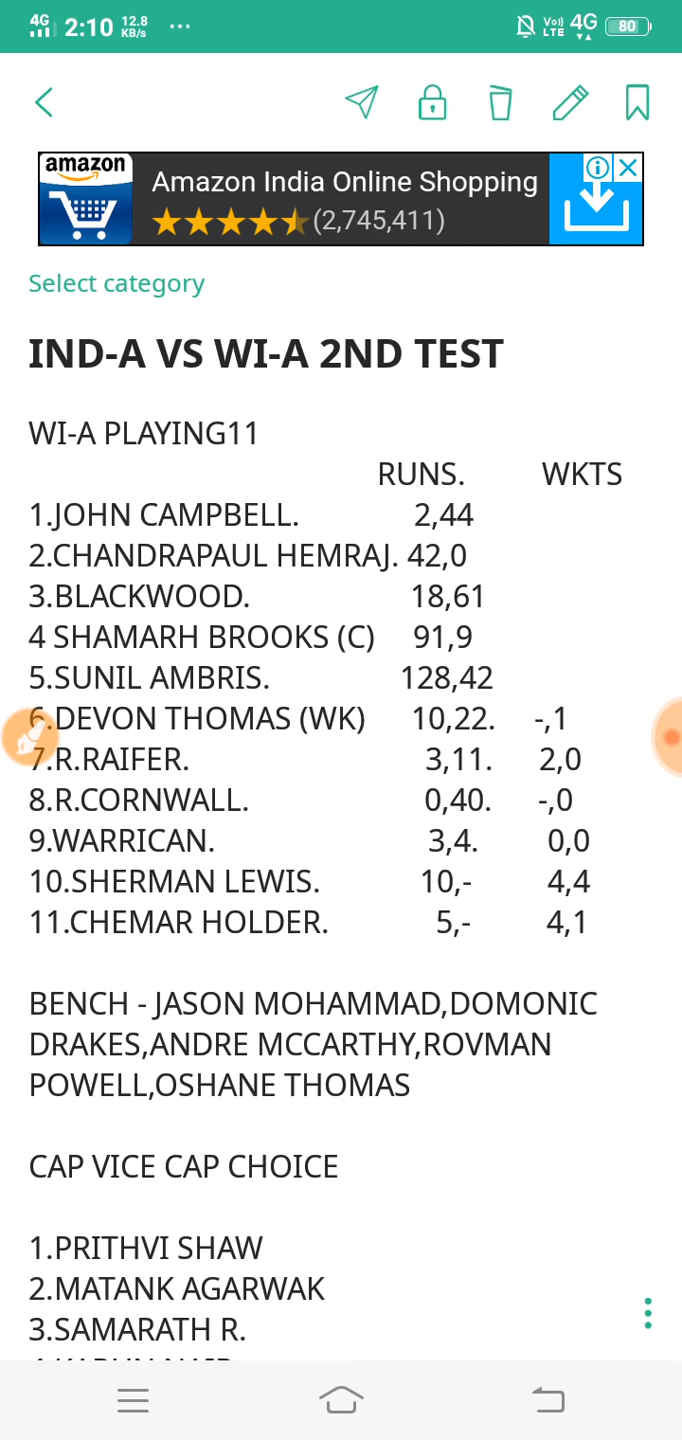 4G 2:10 12.8 KB/s ... Vo) LTE 4G 80
amazon
Amazon India Online Shopping
(2,745,411)
Select category
IND-A VS WI-A 2ND TEST
WI-A PLAYING11
RUNS. WKTS
1.JOHN CAMPBELL. 2,44
2.CHANDRAPAUL HEMRAJ. 42,0
3.BLACKWOOD. 18,61
4 SHAMARH BROOKS (C) 91,9
5.SUNIL AMBRIS. 128,42
6.DEVON THOMAS (WK) 10,22. -,1
7.R.RAIFER. 3,11. 2,0
8.R.CORNWALL. 0,40. -,0
9.WARRICAN. 3,4. 0,0
10.SHERMAN LEWIS. 10,- 4,4
11.CHEMAR HOLDER. 5,- 4,1
BENCH - JASON MOHAMMAD,DOMONIC
DRAKES,ANDRE MCCARTHY,ROVMAN
POWELL,OSHANE THOMAS
CAP VICE CAP CHOICE
1.PRITHVI SHAW
2.MATANK AGARWAK
3.SAMARATH R.